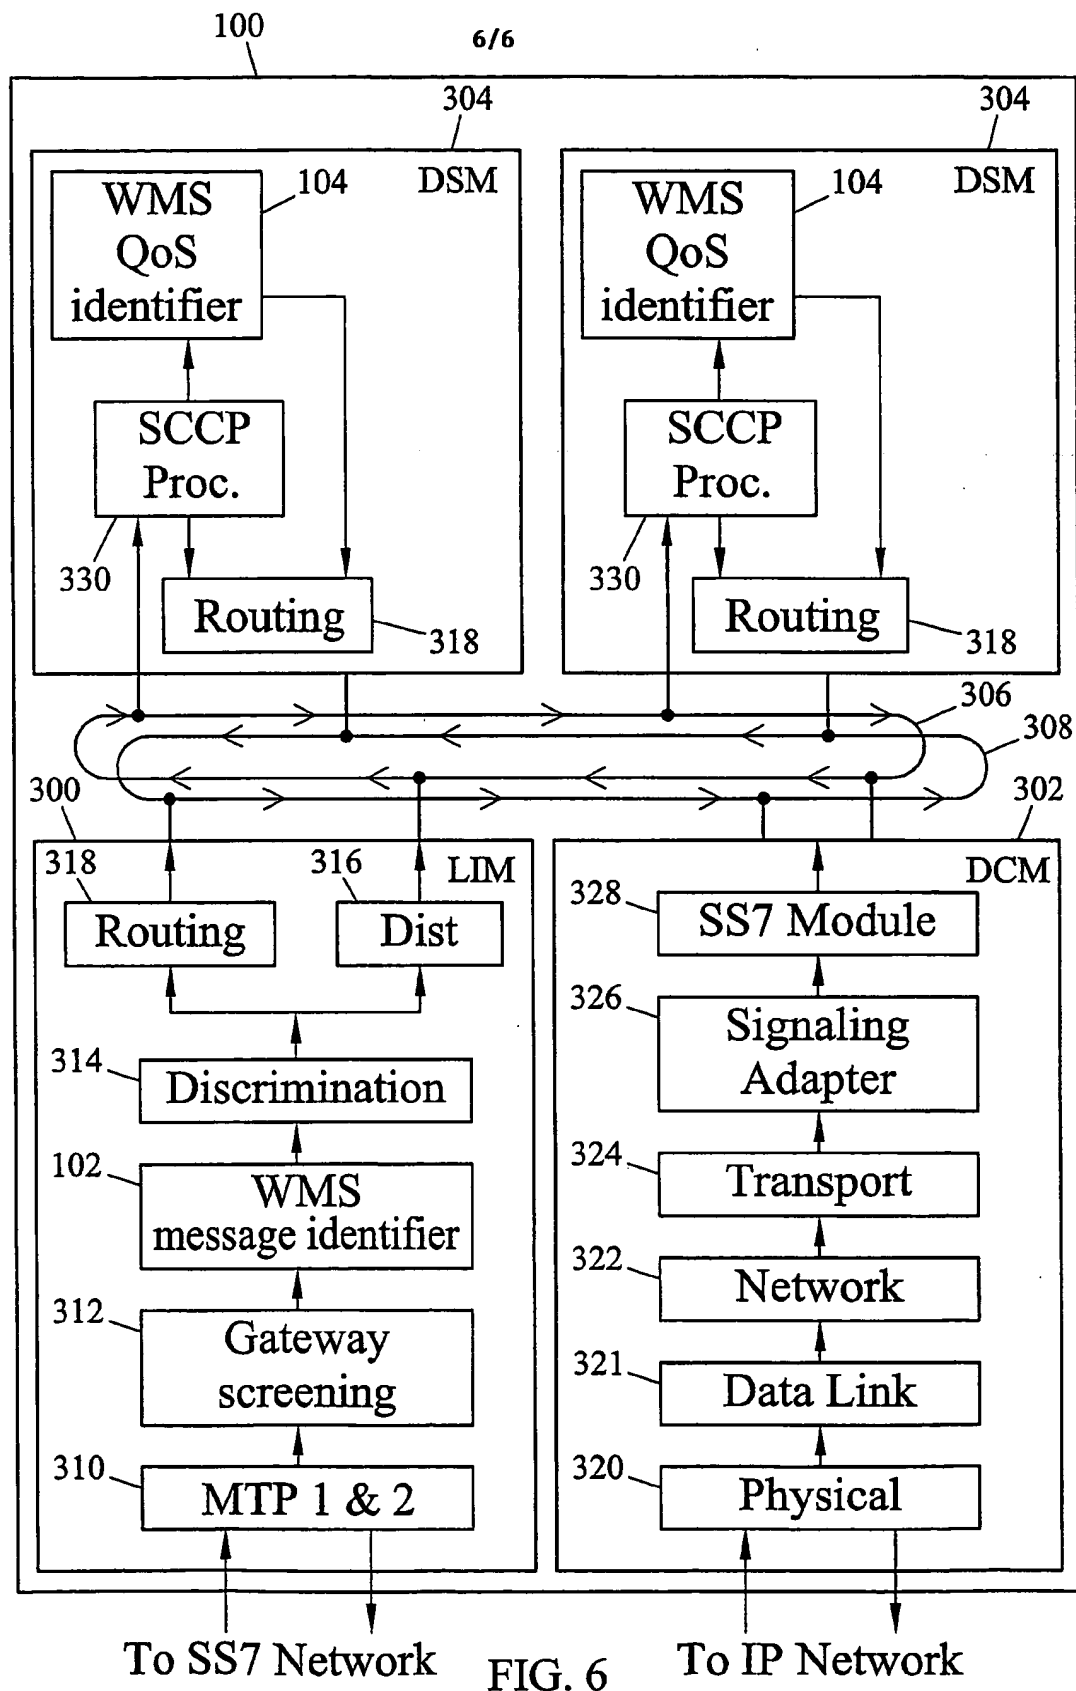 100
6/6
304
304
DSM
WMS
QoS
identifier
104
SCCP
Proc.
330
Routing
318
DSM
WMS
QoS
identifier
104
SCCP
Proc.
330
Routing
318
306
308
300
302
LIM
318
Routing
316
Dist
314
Discrimination
102
WMS
message identifier
312
Gateway
screening
310
MTP 1 & 2
DCM
328
SS7 Module
326
Signaling
Adapter
324
Transport
322
Network
321
Data Link
320
Physical
To SS7 Network
To IP Network
FIG. 6